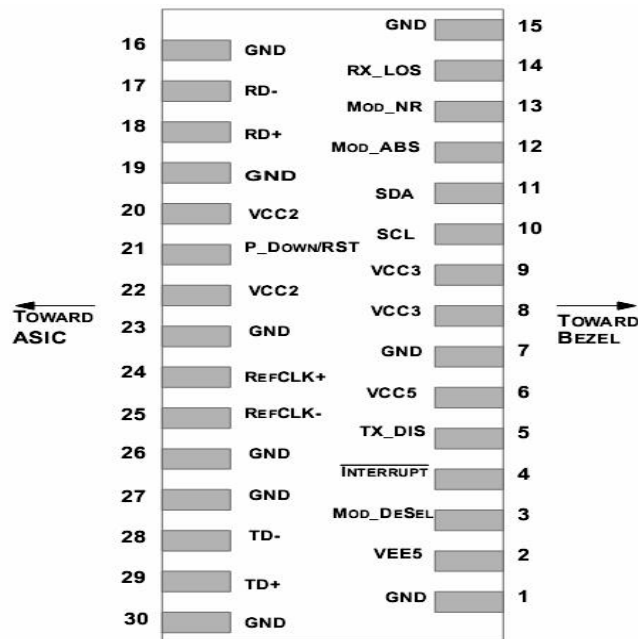 GND 15
16 GND
RX_LOS 14
17 RD-
MOD_NR 13
18 RD+
MOD_ABS 12
19 GND
SDA 11
20 VCC2
SCL 10
21 P_DOWN/RST
VCC3 9
22 VCC2
VCC3 8
TOWARD ASIC
TOWARD BEZEL
23 GND
GND 7
24 REFCLK+
VCC5 6
25 REFCLK-
TX_DIS 5
26 GND
INTERRUPT 4
27 GND
MOD_DESEL 3
28 TD-
VEE5 2
29 TD+
GND 1
30 GND